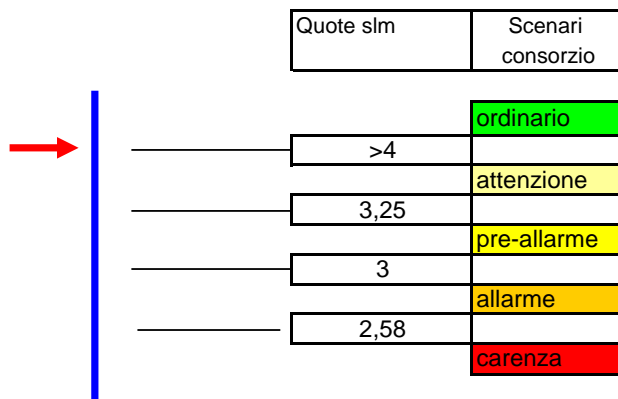 Quote slm
Scenari
consorzio
ordinario
>4
attenzione
3,25
pre-allarme
3
allarme
2,58
carenza